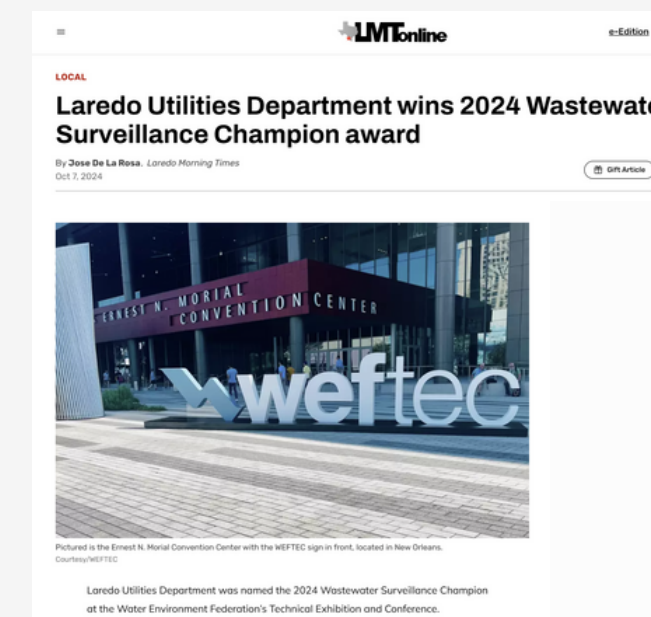 LMTonline
e-Edition
LOCAL
Laredo Utilities Department wins 2024 Wastewate
Surveillance Champion award
By Jose De La Rosa, Laredo Morning Times
Oct 7, 2024
Gift Article
ERNEST N. MORIAL
CONVENTION CENTER
weftec
Pictured is the Ernest N. Morial Convention Center with the WEFTEC sign in front, located in New Orleans.
Courtesy/WEFTEC
Laredo Utilities Department was named the 2024 Wastewater Surveillance Champion
at the Water Environment Federation's Technical Exhibition and Conference.